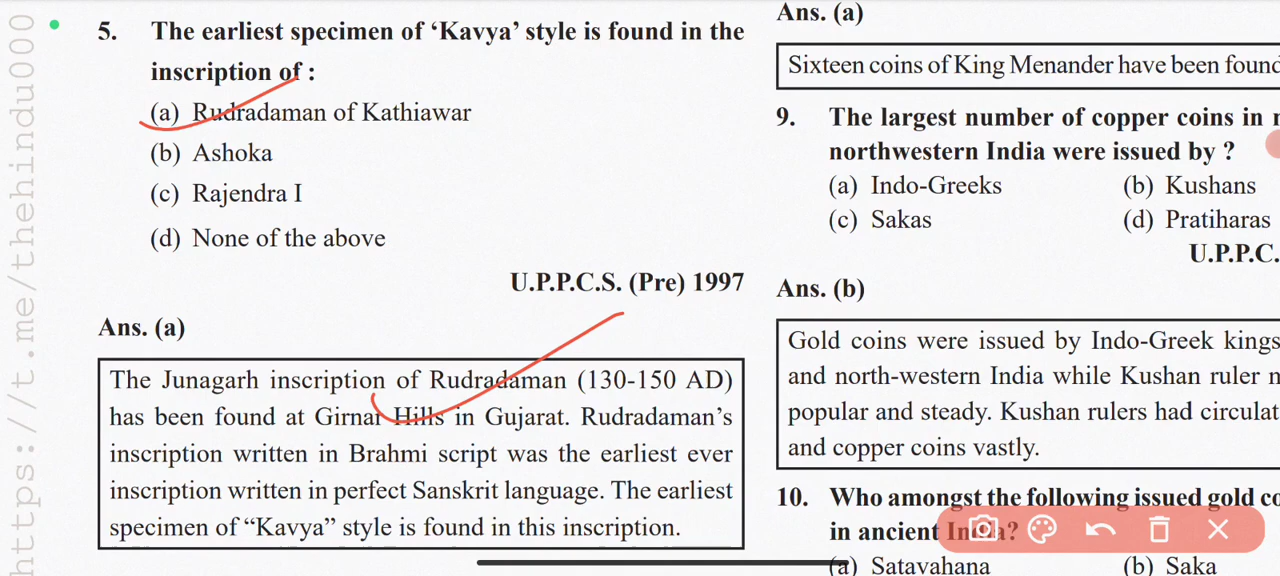 https://t.me/thehindu000
5. The earliest specimen of ‘Kavya’ style is found in the
inscription of :
(a) Rudradaman of Kathiawar
(b) Ashoka
(c) Rajendra I
(d) None of the above
U.P.P.C.S. (Pre) 1997
Ans. (a)
The Junagarh inscription of Rudradaman (130-150 AD)
has been found at Girnar Hills in Gujarat. Rudradaman’s
inscription written in Brahmi script was the earliest ever
inscription written in perfect Sanskrit language. The earliest
specimen of “Kavya” style is found in this inscription.
Ans. (a)
Sixteen coins of King Menander have been found
9. The largest number of copper coins in
northwestern India were issued by ?
(a) Indo-Greeks (b) Kushans
(c) Sakas (d) Pratiharas
U.P.P.C.
Ans. (b)
Gold coins were issued by Indo-Greek kings
and north-western India while Kushan ruler
popular and steady. Kushan rulers had circulat
and copper coins vastly.
10. Who amongst the following issued gold co
in ancient India?
(a) Satavahana (b) Saka